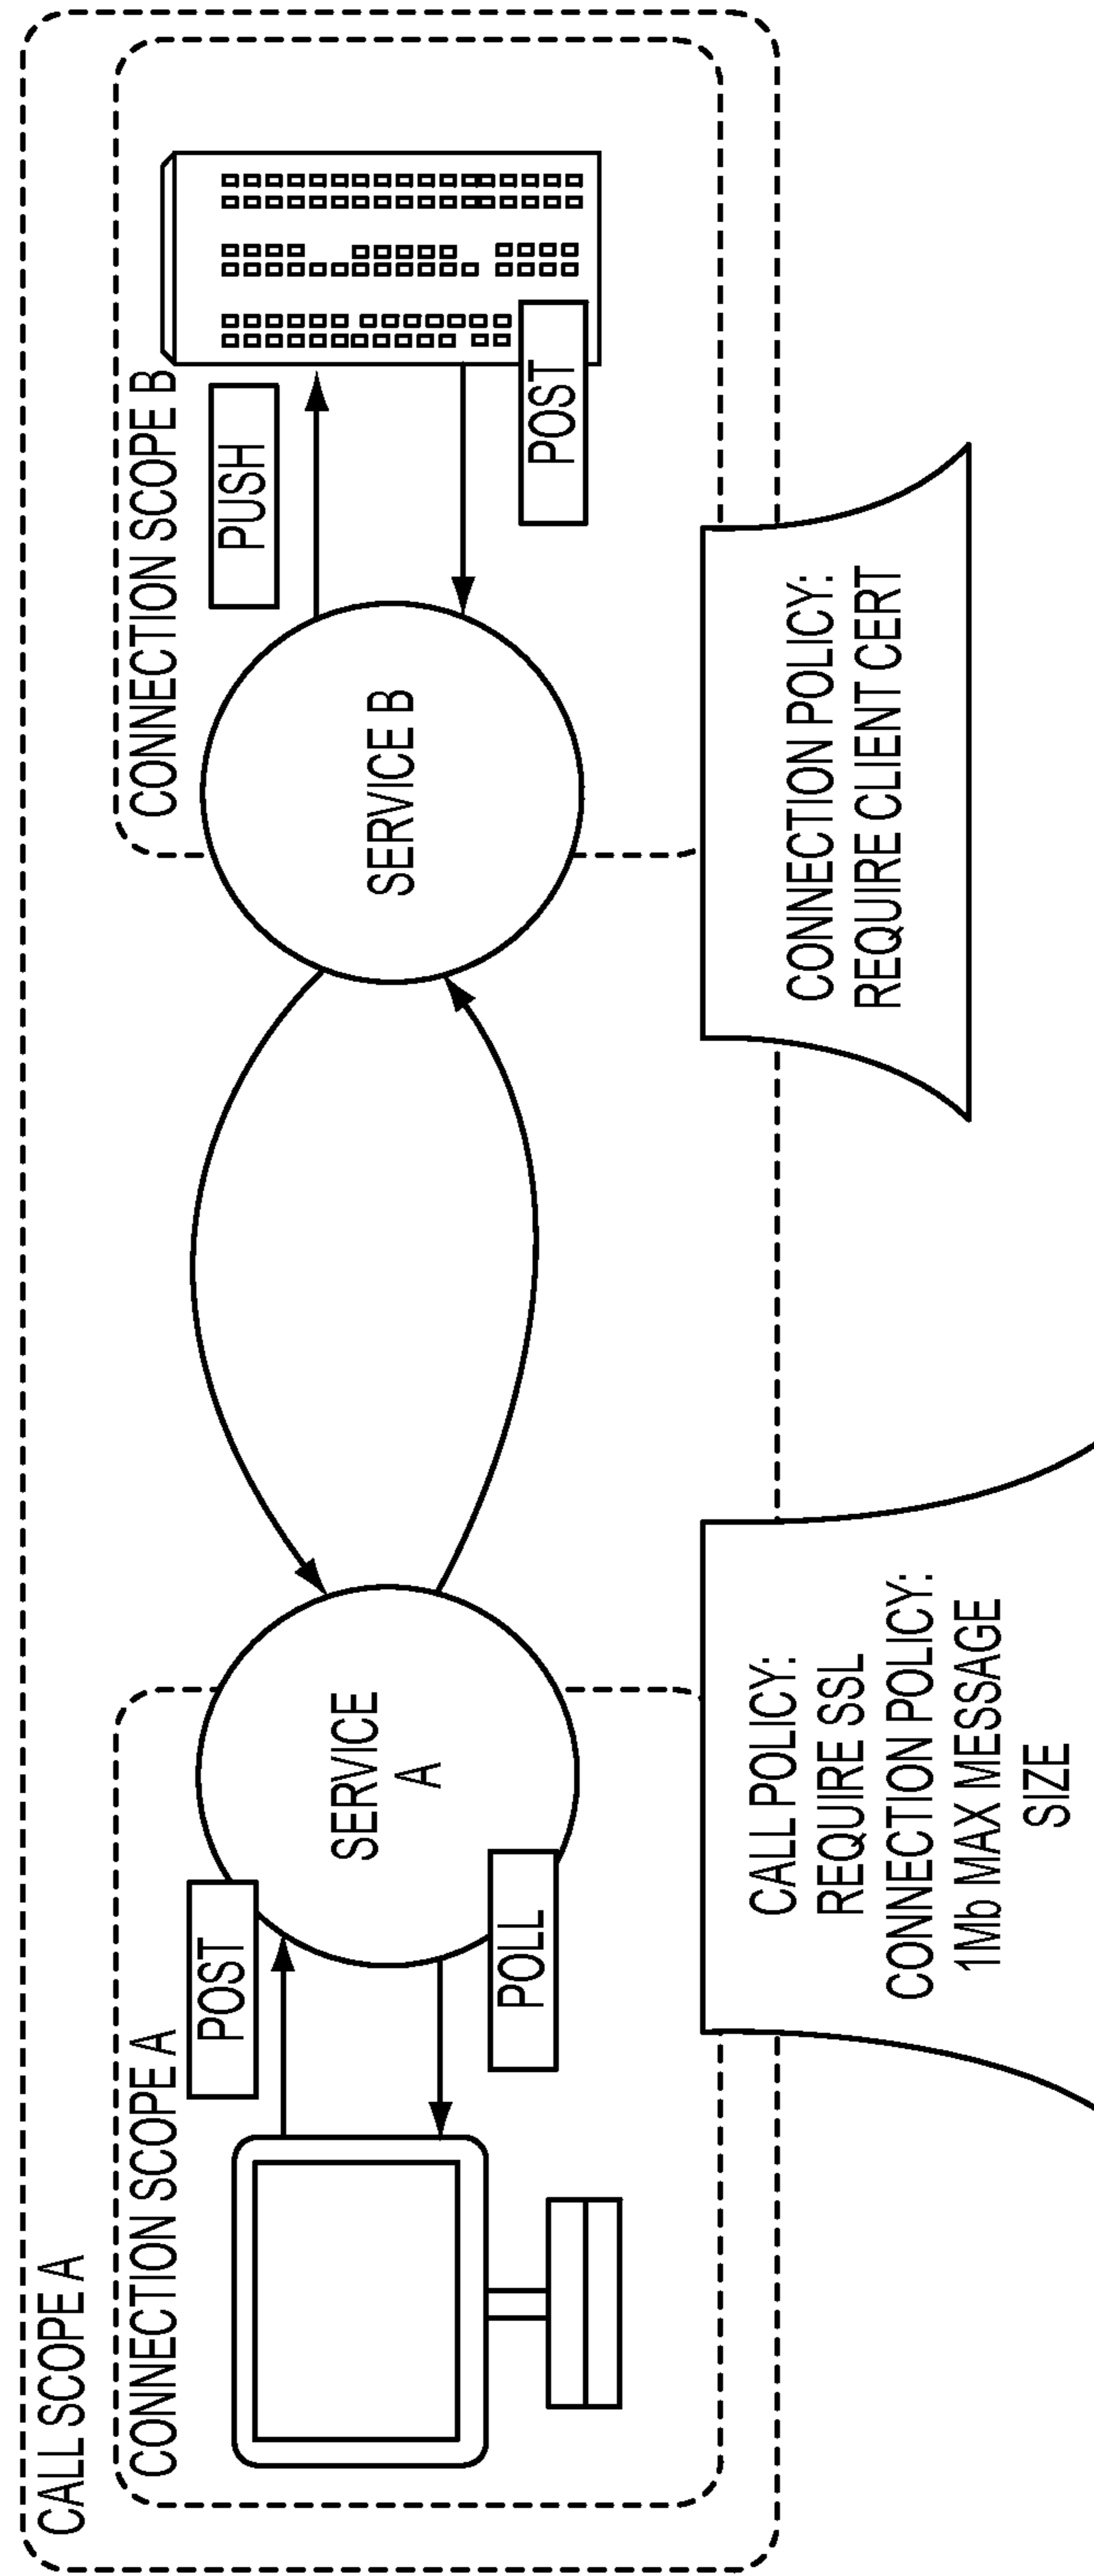 CALL SCOPE A
CONNECTION SCOPE A
CONNECTION SCOPE B
POST
PUSH
SERVICE
A
SERVICE B
POLL
POST
CALL POLICY:
REQUIRE SSL
CONNECTION POLICY:
1Mb MAX MESSAGE
SIZE
CONNECTION POLICY:
REQUIRE CLIENT CERT